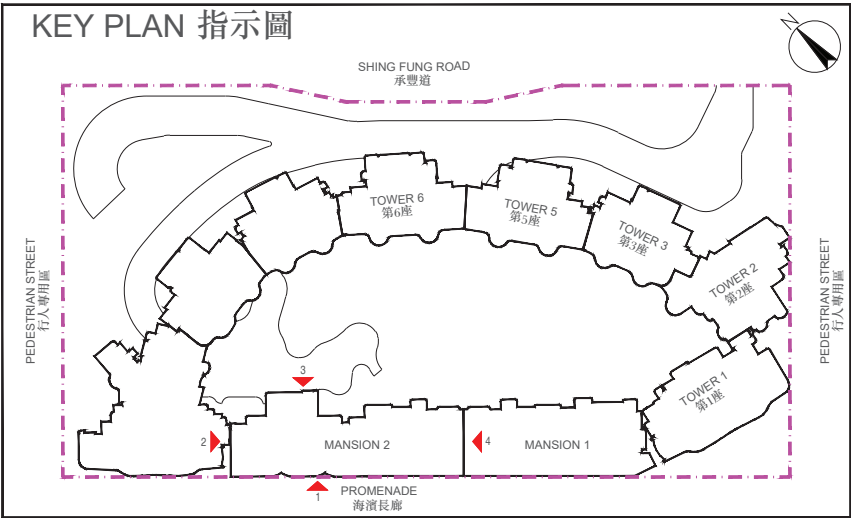 KEY PLAN 指示圖
N
SHING FUNG ROAD
承豐道
TOWER 6
第6座
TOWER 5
第5座
TOWER 3
第3座
TOWER 2
第2座
TOWER 1
第1座
PEDESTRIAN STREET
行人專用區
PEDESTRIAN STREET
行人專用區
3
2
MANSION 2
4
MANSION 1
1
PROMENADE
海濱長廊